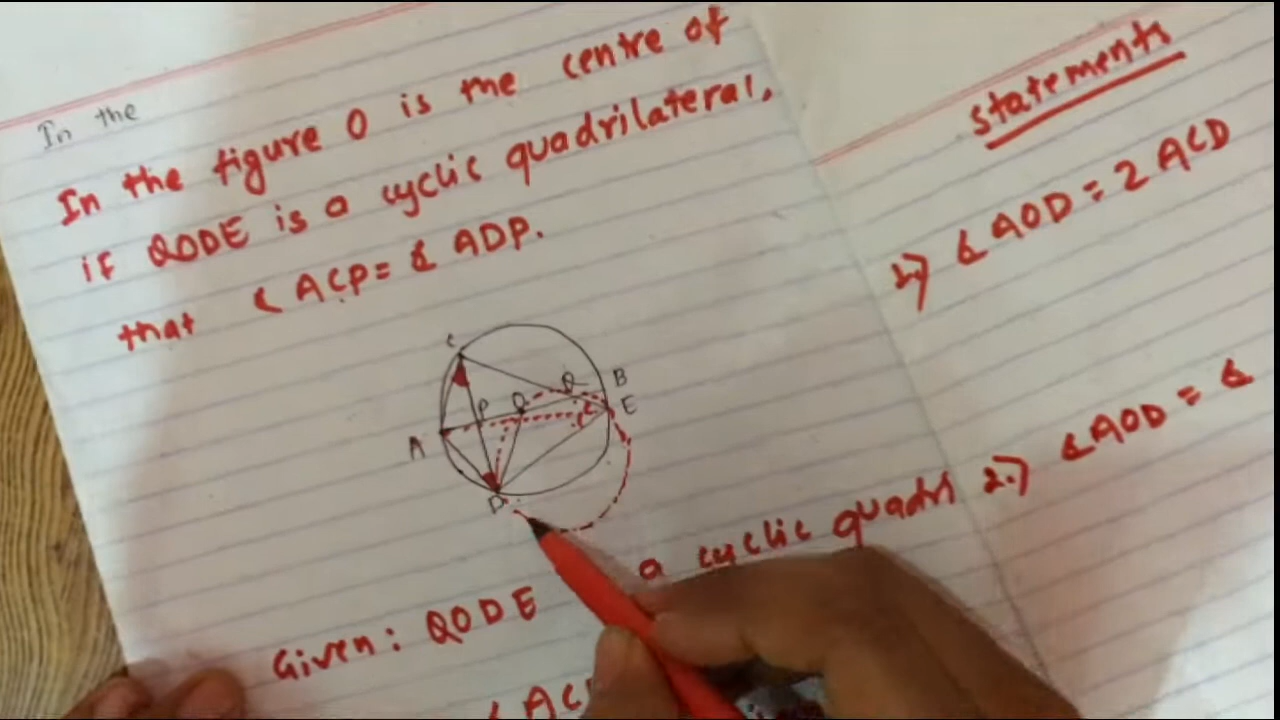 In the
In the figure O is the centre of
if QODE is a cyclic quadrilateral,
that ∠ACP = ∠ADP.
C
B
P O Q
E
A
D
Given: QODE a cyclic quadri
∠AC
statements
1.) ∠AOD = 2 ACD
2.) ∠AOD = ∠